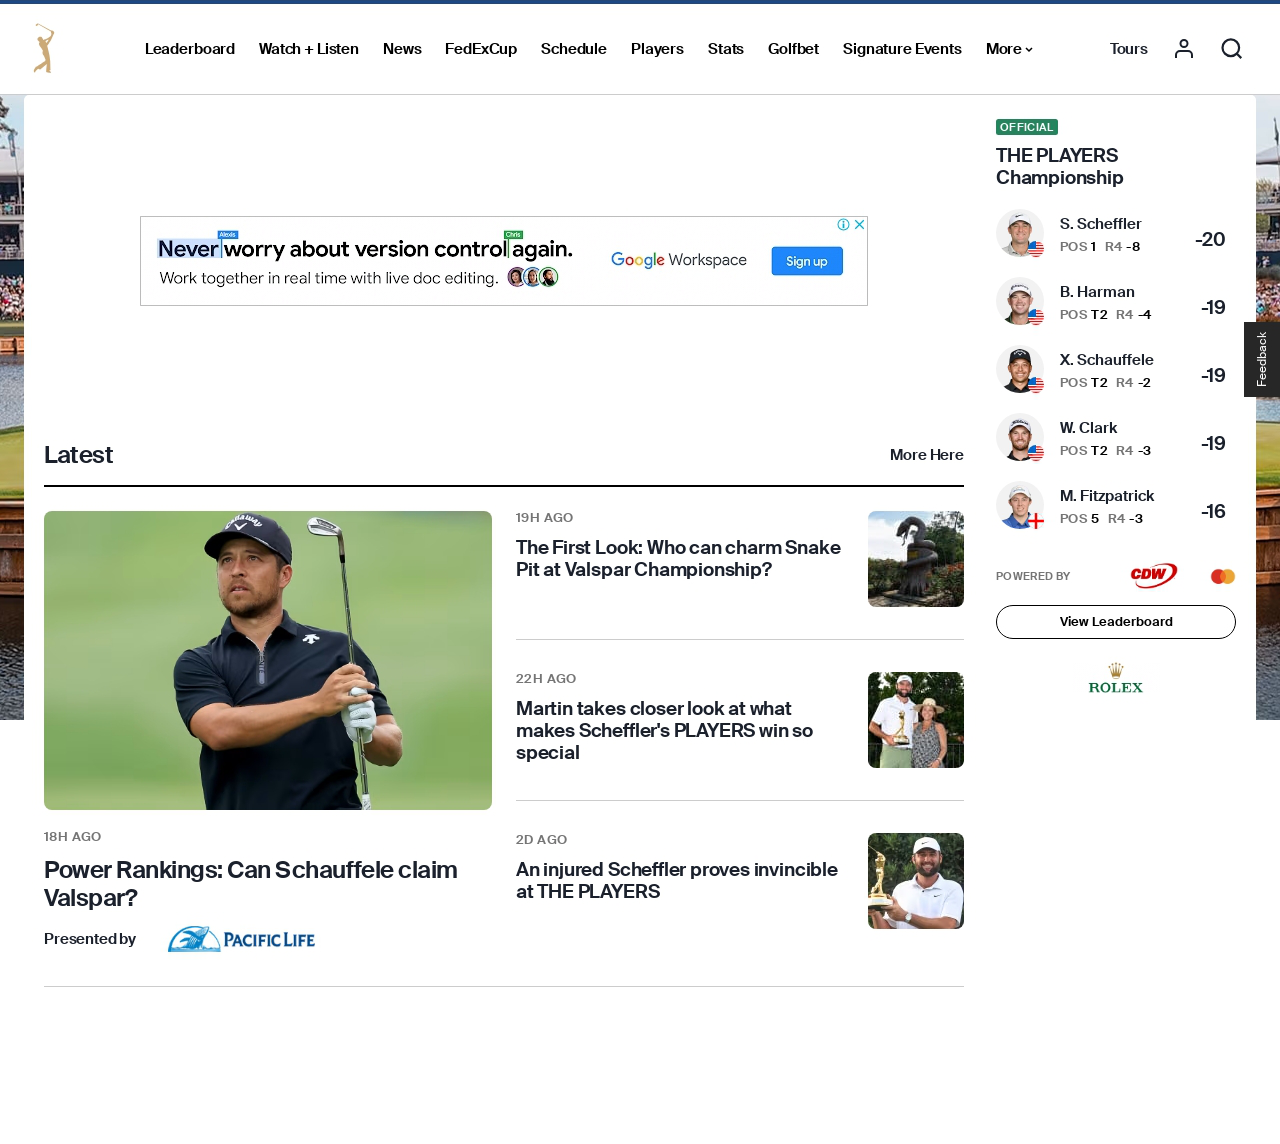 Leaderboard Watch + Listen News FedExCup Schedule Players Stats Golfbet Signature Events More Tours
Alexis Chris
Never worry about version control again.
Work together in real time with live doc editing.
Google Workspace
Sign up
OFFICIAL
THE PLAYERS
Championship
S. Scheffler
POS 1 R4 -8
-20
B. Harman
POS T2 R4 -4
-19
X. Schauffele
POS T2 R4 -2
-19
W. Clark
POS T2 R4 -3
-19
M. Fitzpatrick
POS 5 R4 -3
-16
POWERED BY CDW
View Leaderboard
ROLEX
Feedback
Latest
More Here
CALLAWAY
18H AGO
Power Rankings: Can Schauffele claim
Valspar?
Presented by PACIFIC LIFE
19H AGO
The First Look: Who can charm Snake
Pit at Valspar Championship?
22H AGO
Martin takes closer look at what
makes Scheffler's PLAYERS win so
special
2D AGO
An injured Scheffler proves invincible
at THE PLAYERS